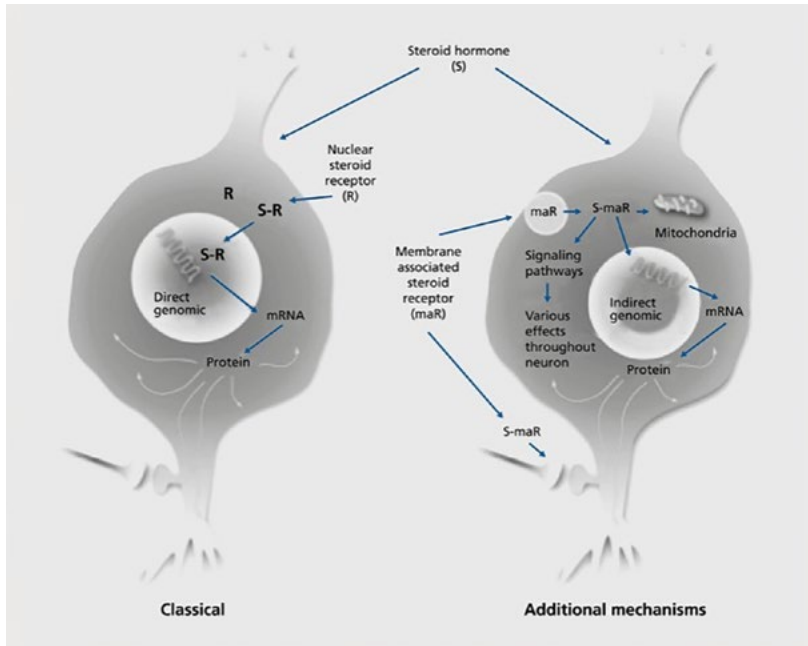 Steroid hormone
(S)
Nuclear
steroid
receptor
(R)
R
S-R
S-R
Direct
genomic
mRNA
Protein
Membrane
associated
steroid
receptor
(maR)
maR
S-maR
Mitochondria
Signaling
pathways
Various
effects
throughout
neuron
Indirect
genomic
mRNA
Protein
S-maR
Classical
Additional mechanisms